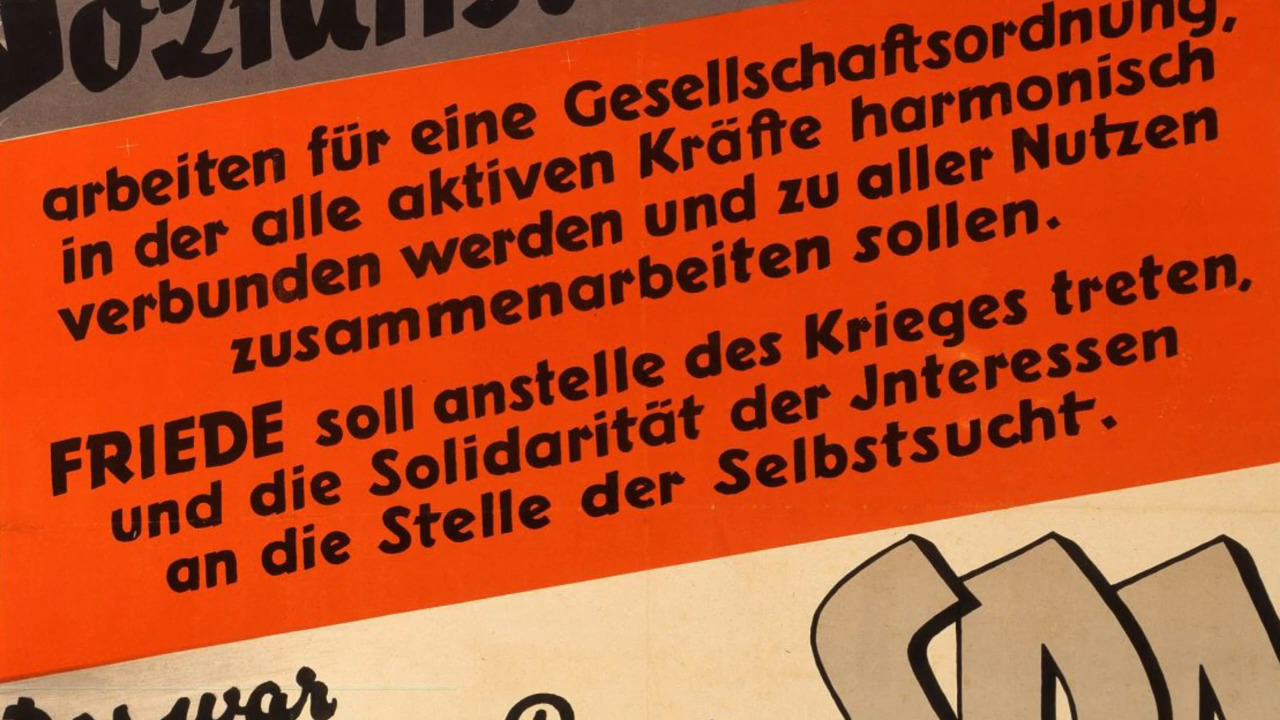 arbeiten für eine Gesellschaftsordnung,
in der alle aktiven Kräfte harmonisch
verbunden werden und zu aller Nutzen
zusammenarbeiten sollen.
FRIEDE soll anstelle des Krieges treten,
und die Solidarität der Jnteressen
an die Stelle der Selbstsucht.
war